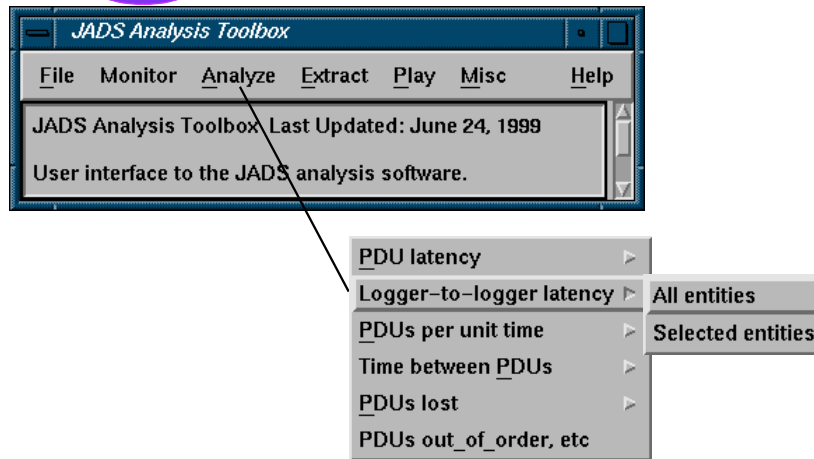 JADS Analysis Toolbox
File Monitor Analyze Extract Play Misc Help
JADS Analysis Toolbox Last Updated: June 24, 1999
User interface to the JADS analysis software.
PDU latency
Logger-to-logger latency
All entities
PDUs per unit time
Selected entities
Time between PDUs
PDUs lost
PDUs out_of_order, etc